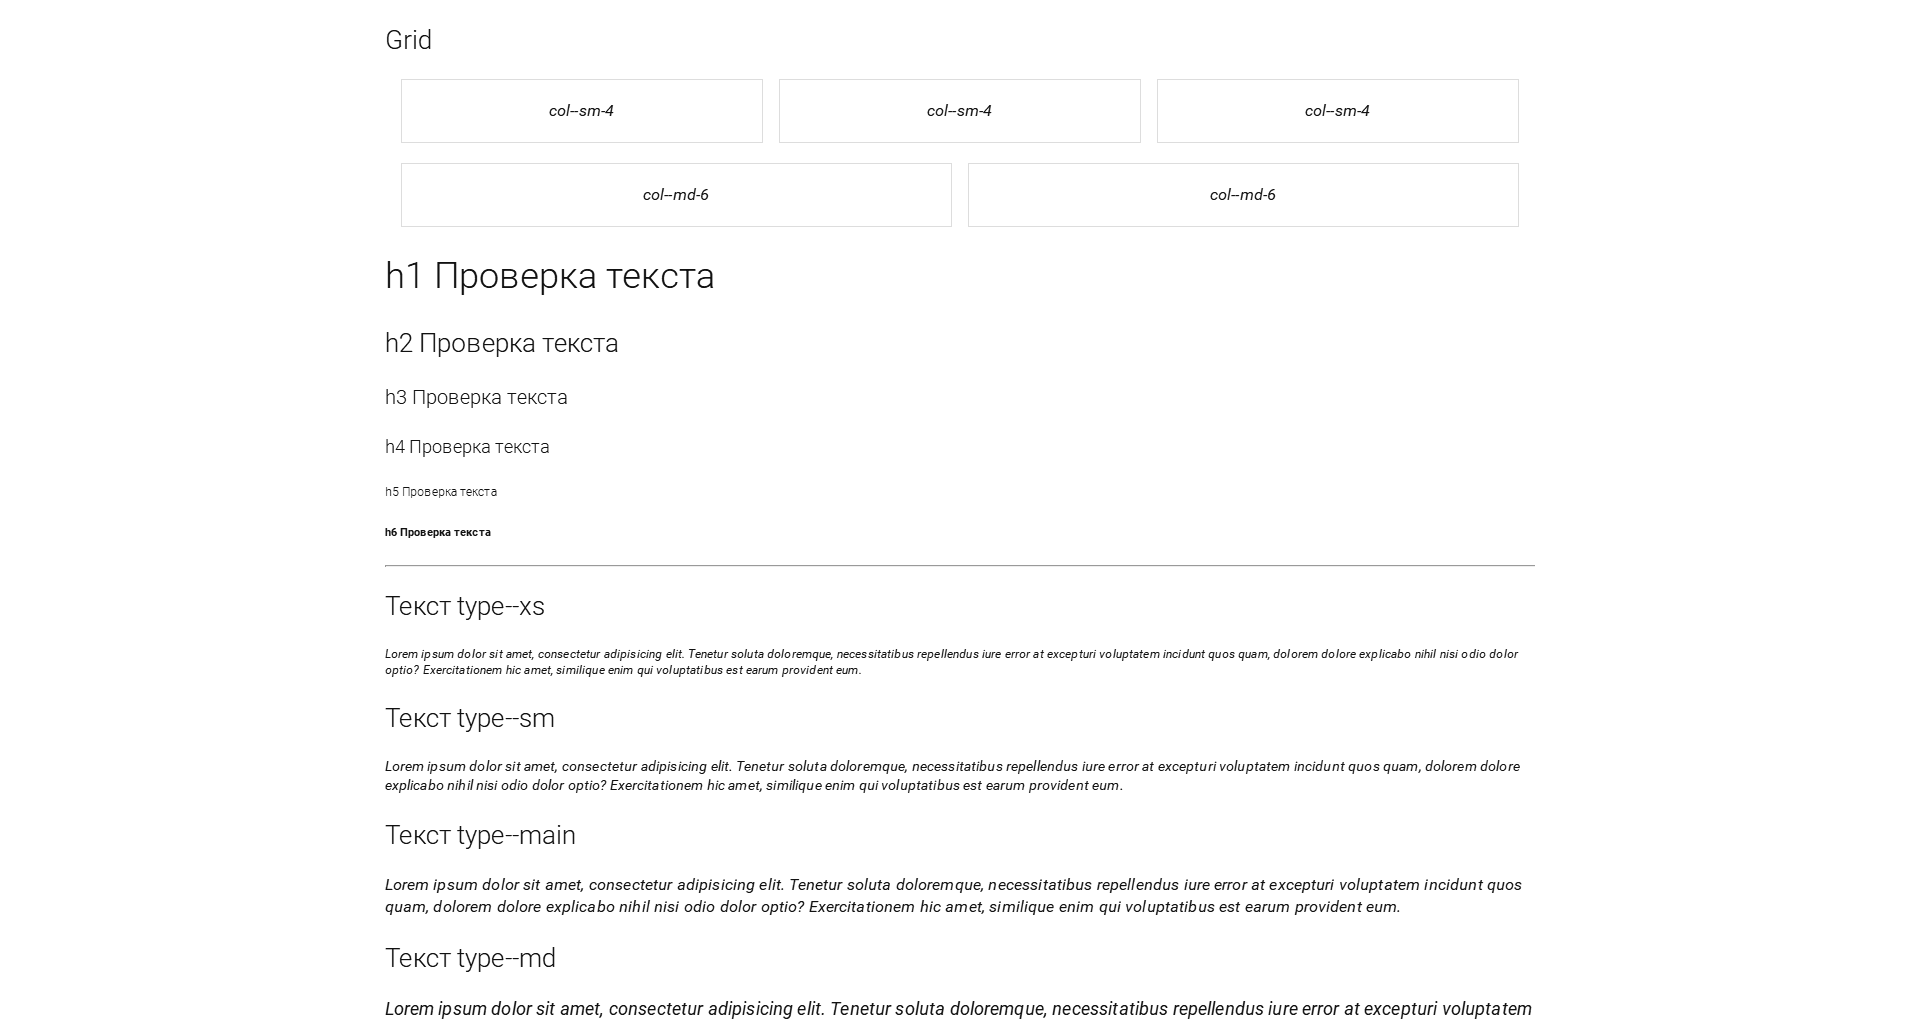 Grid
col--sm-4
col--sm-4
col--sm-4
col--md-6
col--md-6
h1 Проверка текста
h2 Проверка текста
h3 Проверка текста
h4 Проверка текста
h5 Проверка текста
h6 Проверка текста
Текст type--xs
Lorem ipsum dolor sit amet, consectetur adipisicing elit. Tenetur soluta doloremque, necessitatibus repellendus iure error at excepturi voluptatem incidunt quos quam, dolorem dolore explicabo nihil nisi odio dolor
optio? Exercitationem hic amet, similique enim qui voluptatibus est earum provident eum.
Текст type--sm
Lorem ipsum dolor sit amet, consectetur adipisicing elit. Tenetur soluta doloremque, necessitatibus repellendus iure error at excepturi voluptatem incidunt quos quam, dolorem dolore
explicabo nihil nisi odio dolor optio? Exercitationem hic amet, similique enim qui voluptatibus est earum provident eum.
Текст type--main
Lorem ipsum dolor sit amet, consectetur adipisicing elit. Tenetur soluta doloremque, necessitatibus repellendus iure error at excepturi voluptatem incidunt quos
quam, dolorem dolore explicabo nihil nisi odio dolor optio? Exercitationem hic amet, similique enim qui voluptatibus est earum provident eum.
Текст type--md
Lorem ipsum dolor sit amet, consectetur adipisicing elit. Tenetur soluta doloremque, necessitatibus repellendus iure error at excepturi voluptatem